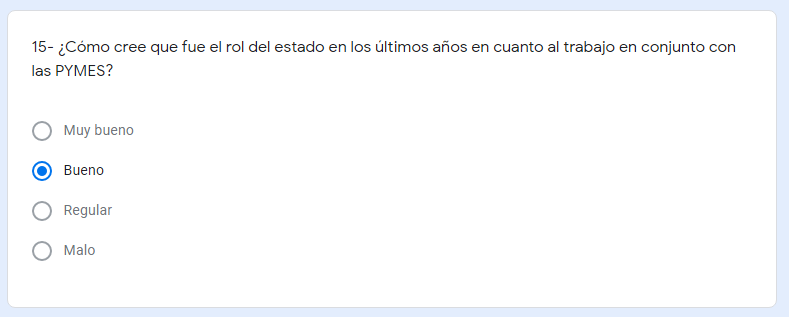 15- ¿Cómo cree que fue el rol del estado en los últimos años en cuanto al trabajo en conjunto con
las PYMES?
Muy bueno
Bueno
Regular
Malo